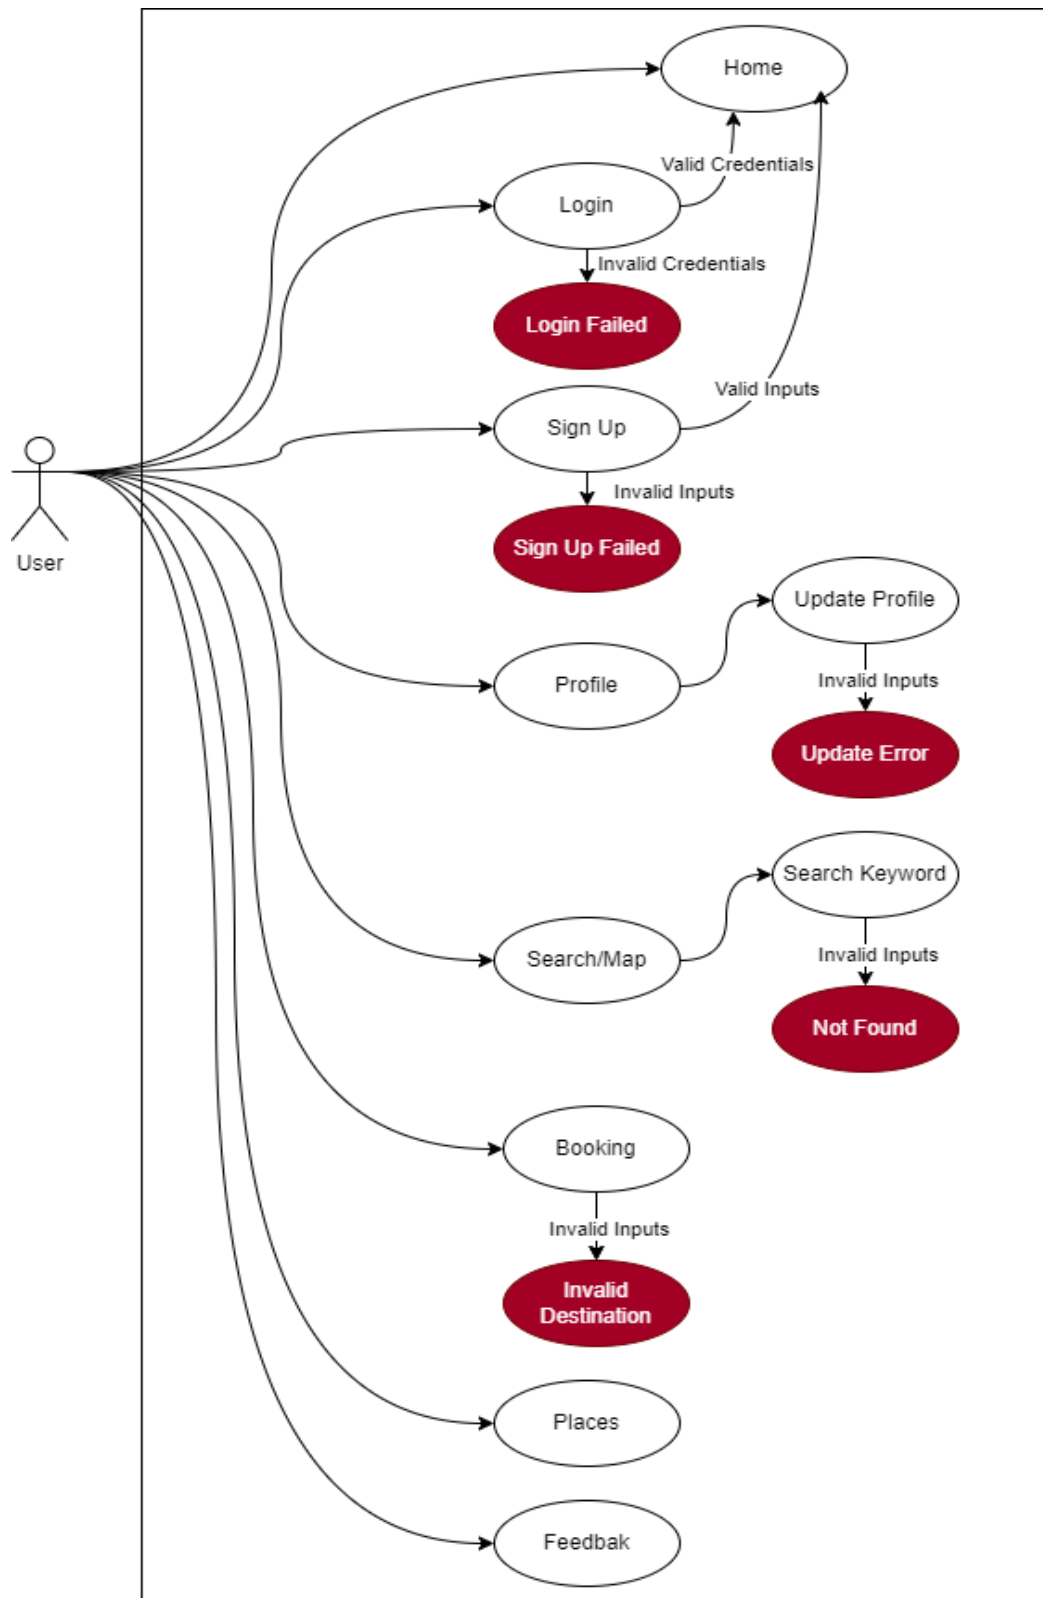 Home
Valid Credentials
Login
Invalid Credentials
Login Failed
Valid Inputs
Sign Up
Invalid Inputs
Sign Up Failed
User
Update Profile
Profile
Invalid Inputs
Update Error
Search Keyword
Search/Map
Invalid Inputs
Not Found
Booking
Invalid Inputs
Invalid
Destination
Places
Feedbak